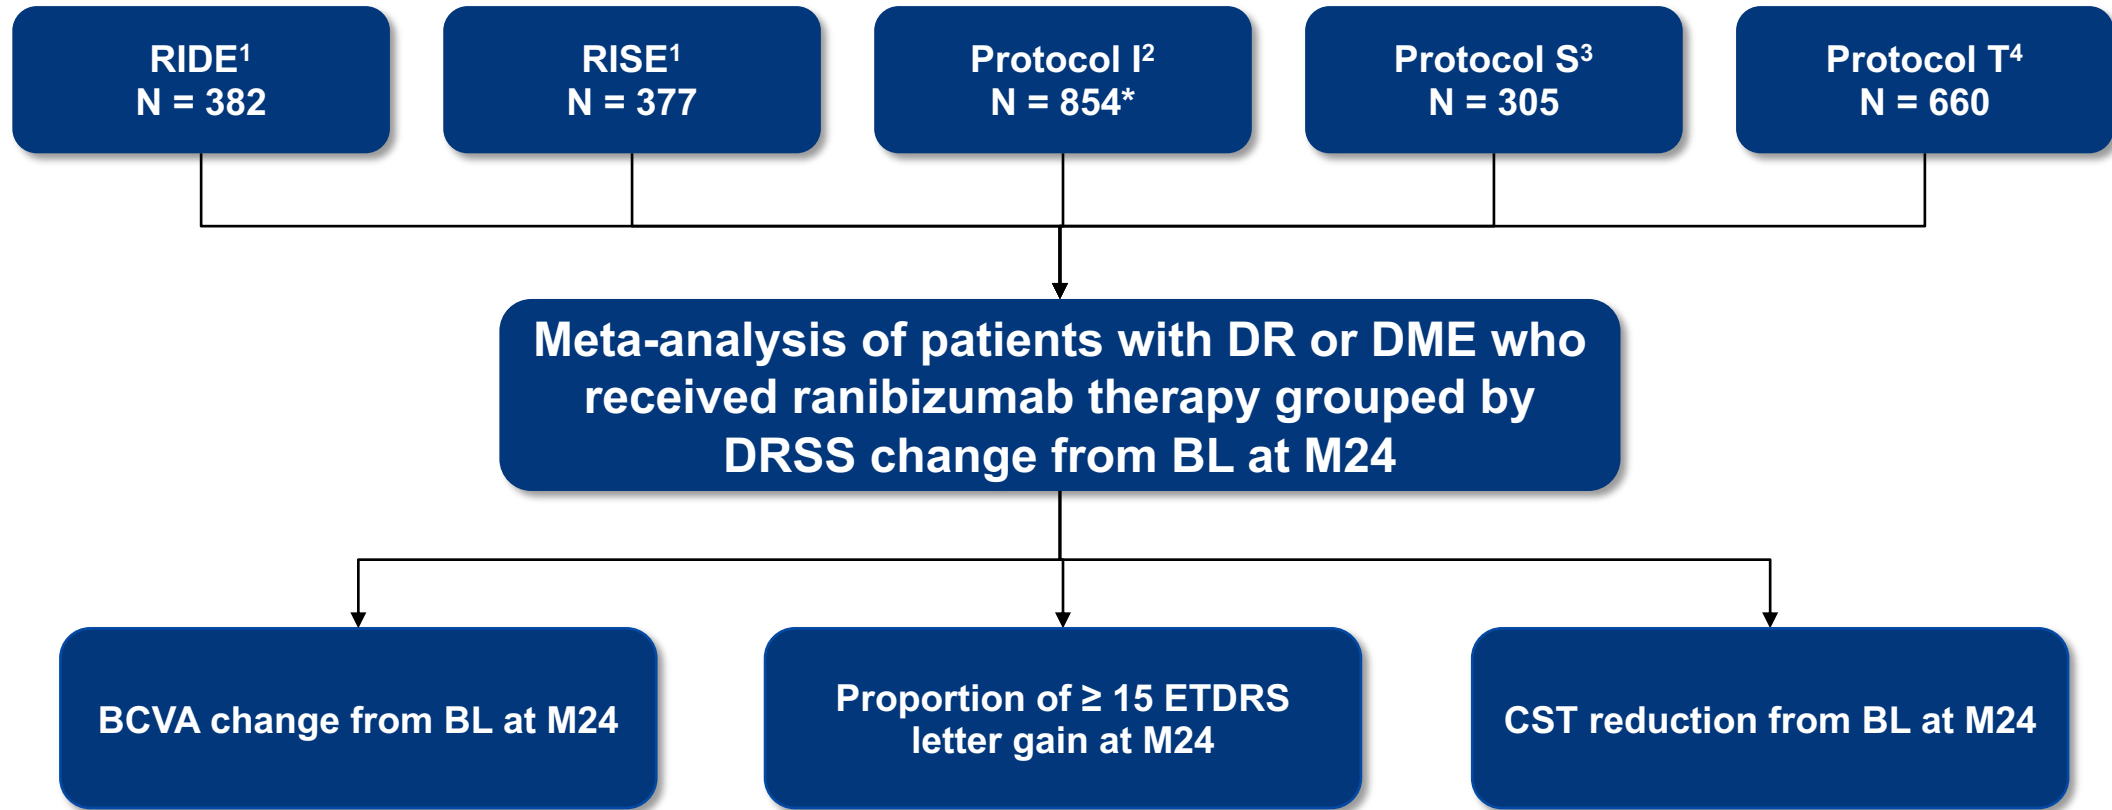 RIDE¹
N = 382
RISE¹
N = 377
Protocol I²
N = 854*
Protocol S³
N = 305
Protocol T⁴
N = 660
Meta-analysis of patients with DR or DME who
received ranibizumab therapy grouped by
DRSS change from BL at M24
BCVA change from BL at M24
Proportion of ≥ 15 ETDRS
letter gain at M24
CST reduction from BL at M24